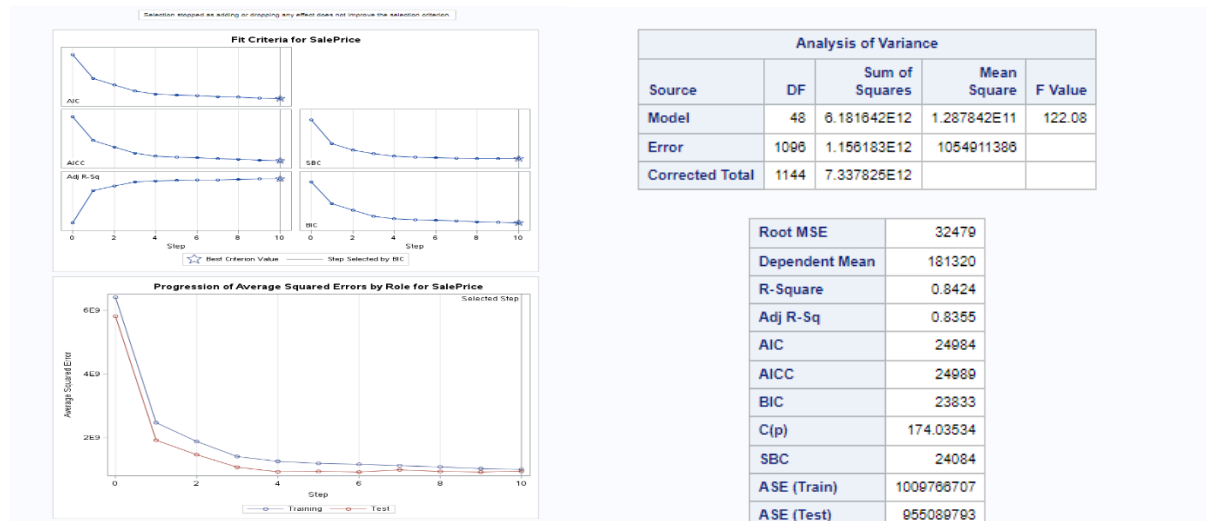 Selection stopped as adding or dropping any effect does not improve the selection criterion.
Fit Criteria for SalePrice
AIC
AICC
SBC
Adj R-Sq
BIC
0 2 4 6 8 10
0 2 4 6 8 10
Step
Step
Best Criterion Value Step Selected by BIC
Progression of Average Squared Errors by Role for SalePrice
Selected Step
6E9
4E9
2E9
Average Squared Error
0 2 4 6 8 10
Step
Training Test
Analysis of Variance
Source DF Sum of Squares Mean Square F Value
Model 48 6.181642E12 1.287842E11 122.08
Error 1096 1.156183E12 1054911386
Corrected Total 1144 7.337825E12
Root MSE 32479
Dependent Mean 181320
R-Square 0.8424
Adj R-Sq 0.8355
AIC 24984
AICC 24989
BIC 23833
C(p) 174.03534
SBC 24084
ASE (Train) 1009766707
ASE (Test) 955089793